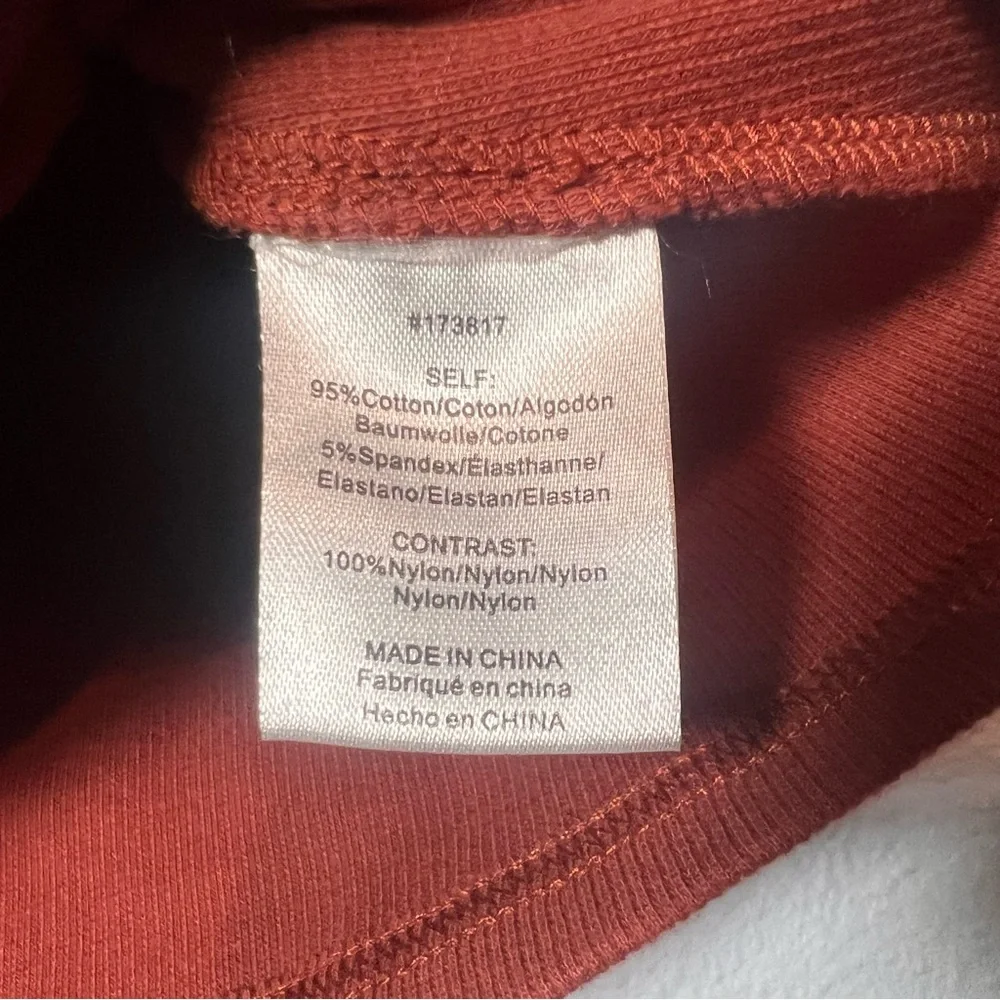 #173817
SELF:
95%Cotton/Coton/Algodón
Baumwolle/Cotone
5%Spandex/Élasthanne/
Elastano/Elastan/Elastan
CONTRAST:
100%Nylon/Nylon/Nylon
Nylon/Nylon
MADE IN CHINA
Fabriqué en china
Hecho en CHINA